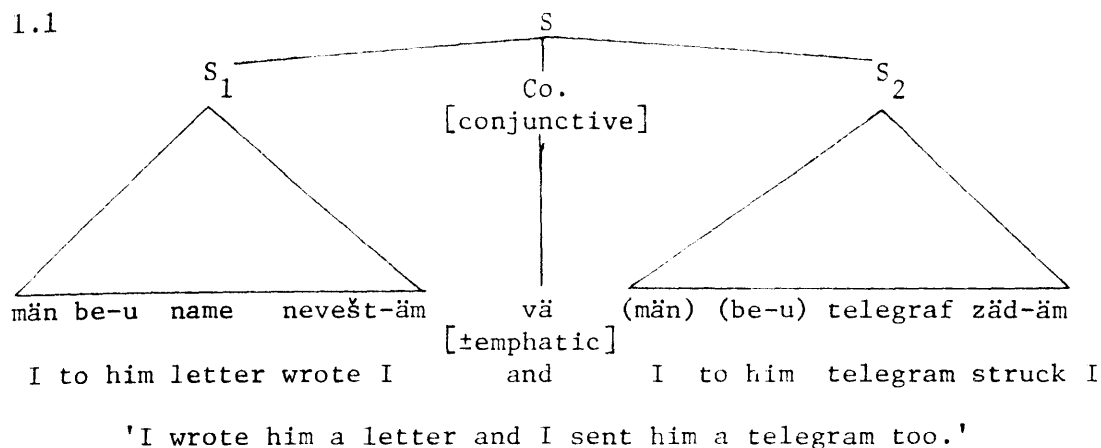 1.1
S
S1 Co. S2
[conjunctive]
män be-u name nevešt-äm vä (män) (be-u) telegraf zäd-äm
[±emphatic]
I to him letter wrote I and I to him telegram struck I
'I wrote him a letter and I sent him a telegram too.'